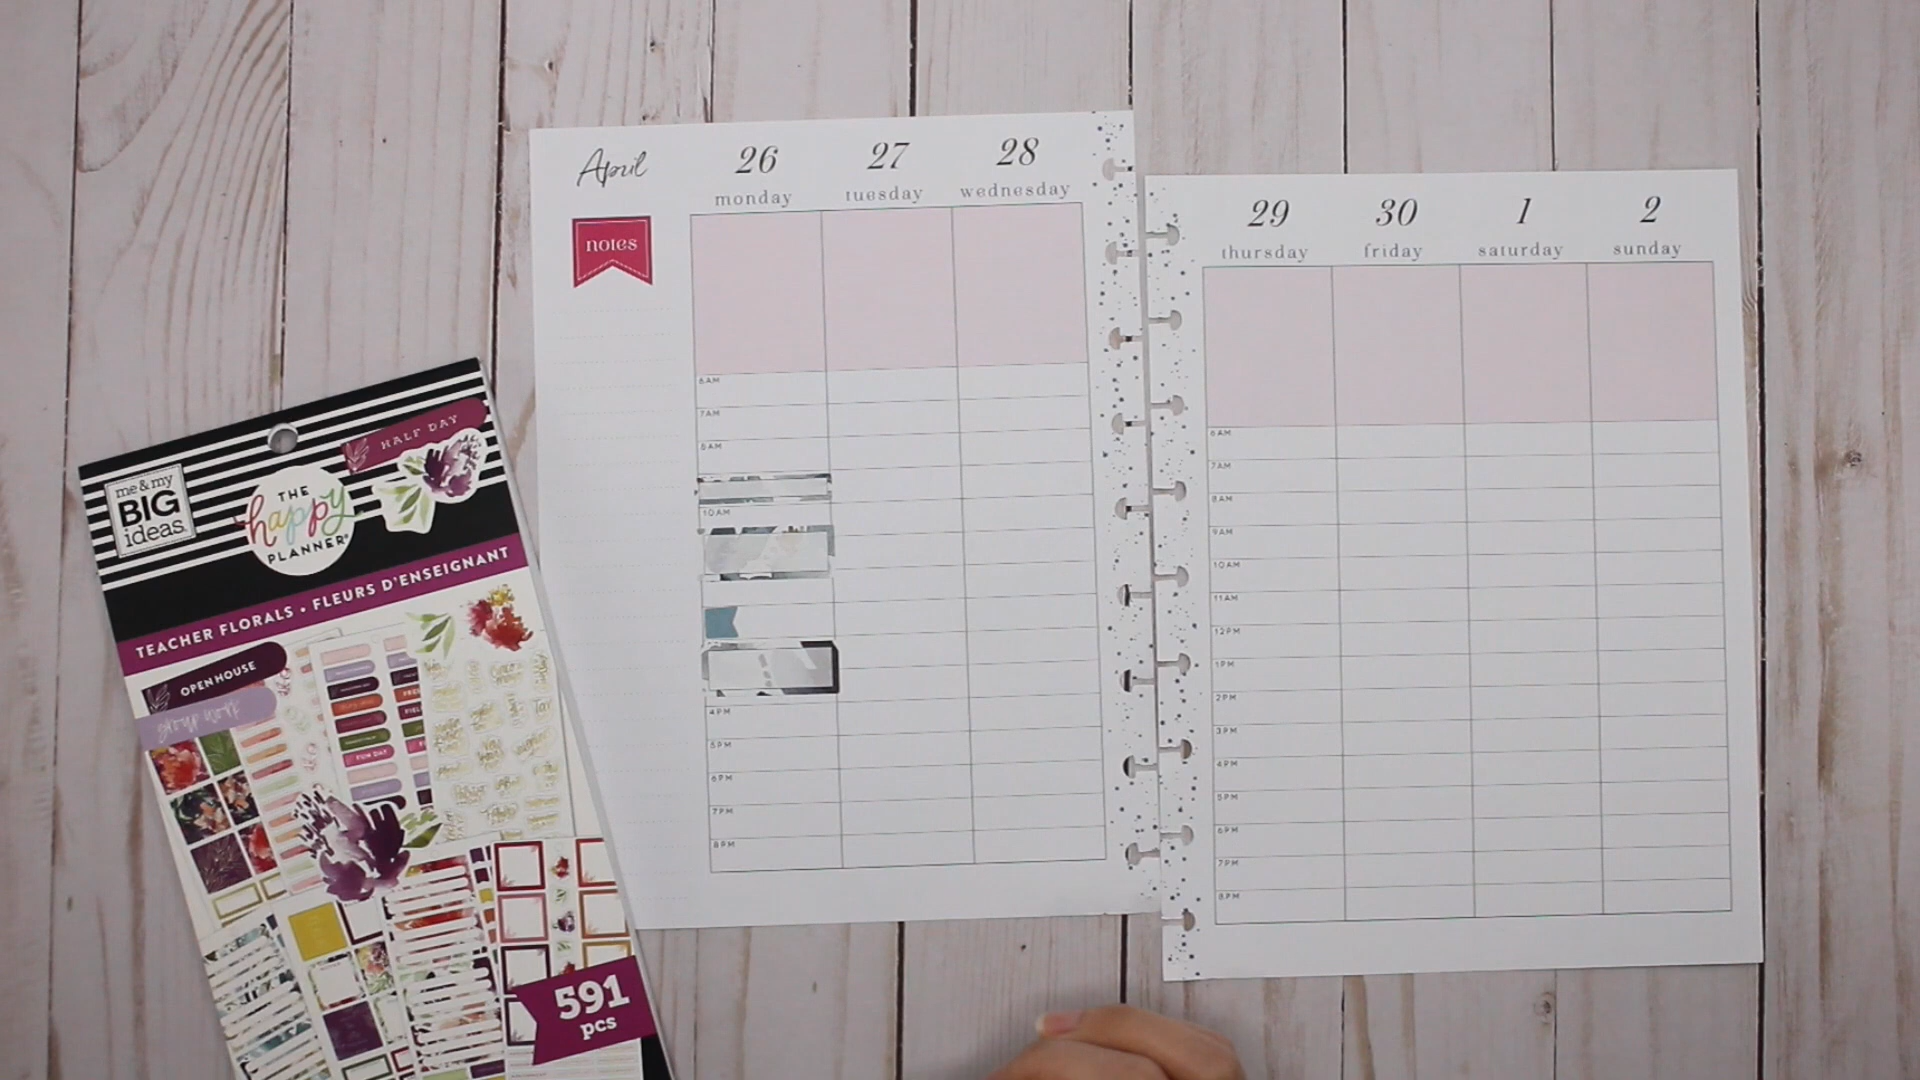 April
notes
26
monday
27
tuesday
28
wednesday
6AM
7AM
8AM
10AM
4PM
5PM
6PM
7PM
8PM
29
thursday
30
friday
1
saturday
2
sunday
6AM
7AM
8AM
9AM
10AM
11AM
12PM
1PM
2PM
3PM
4PM
5PM
6PM
7PM
8PM
HALF DAY
me & my
BIG
ideas
THE
happy
PLANNER
TEACHER FLORALS • FLEURS D'ENSEIGNANT
OPEN HOUSE
FUN DAY
591
pcs